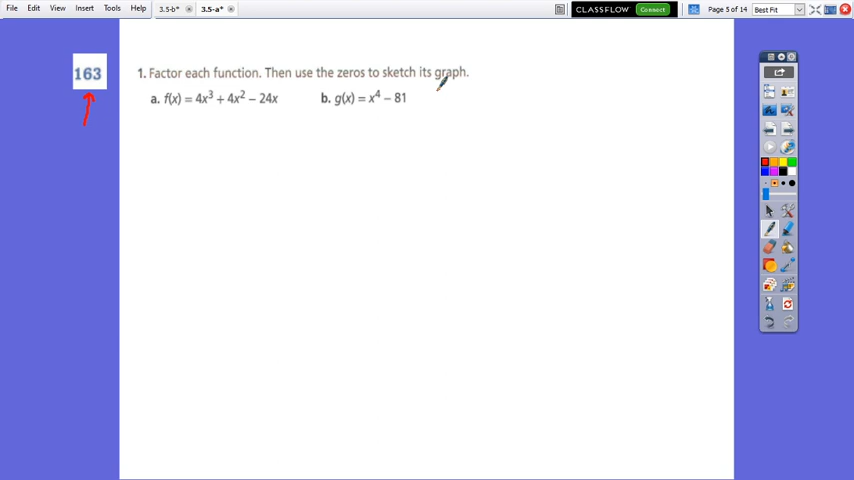 File Edit View Insert Tools Help 3.5-b* 3.5-a* CLASSFLOW Connect Page 5 of 14 Best Fit
163
1. Factor each function. Then use the zeros to sketch its graph.
a. f(x) = 4x³ + 4x² − 24x b. g(x) = x⁴ − 81